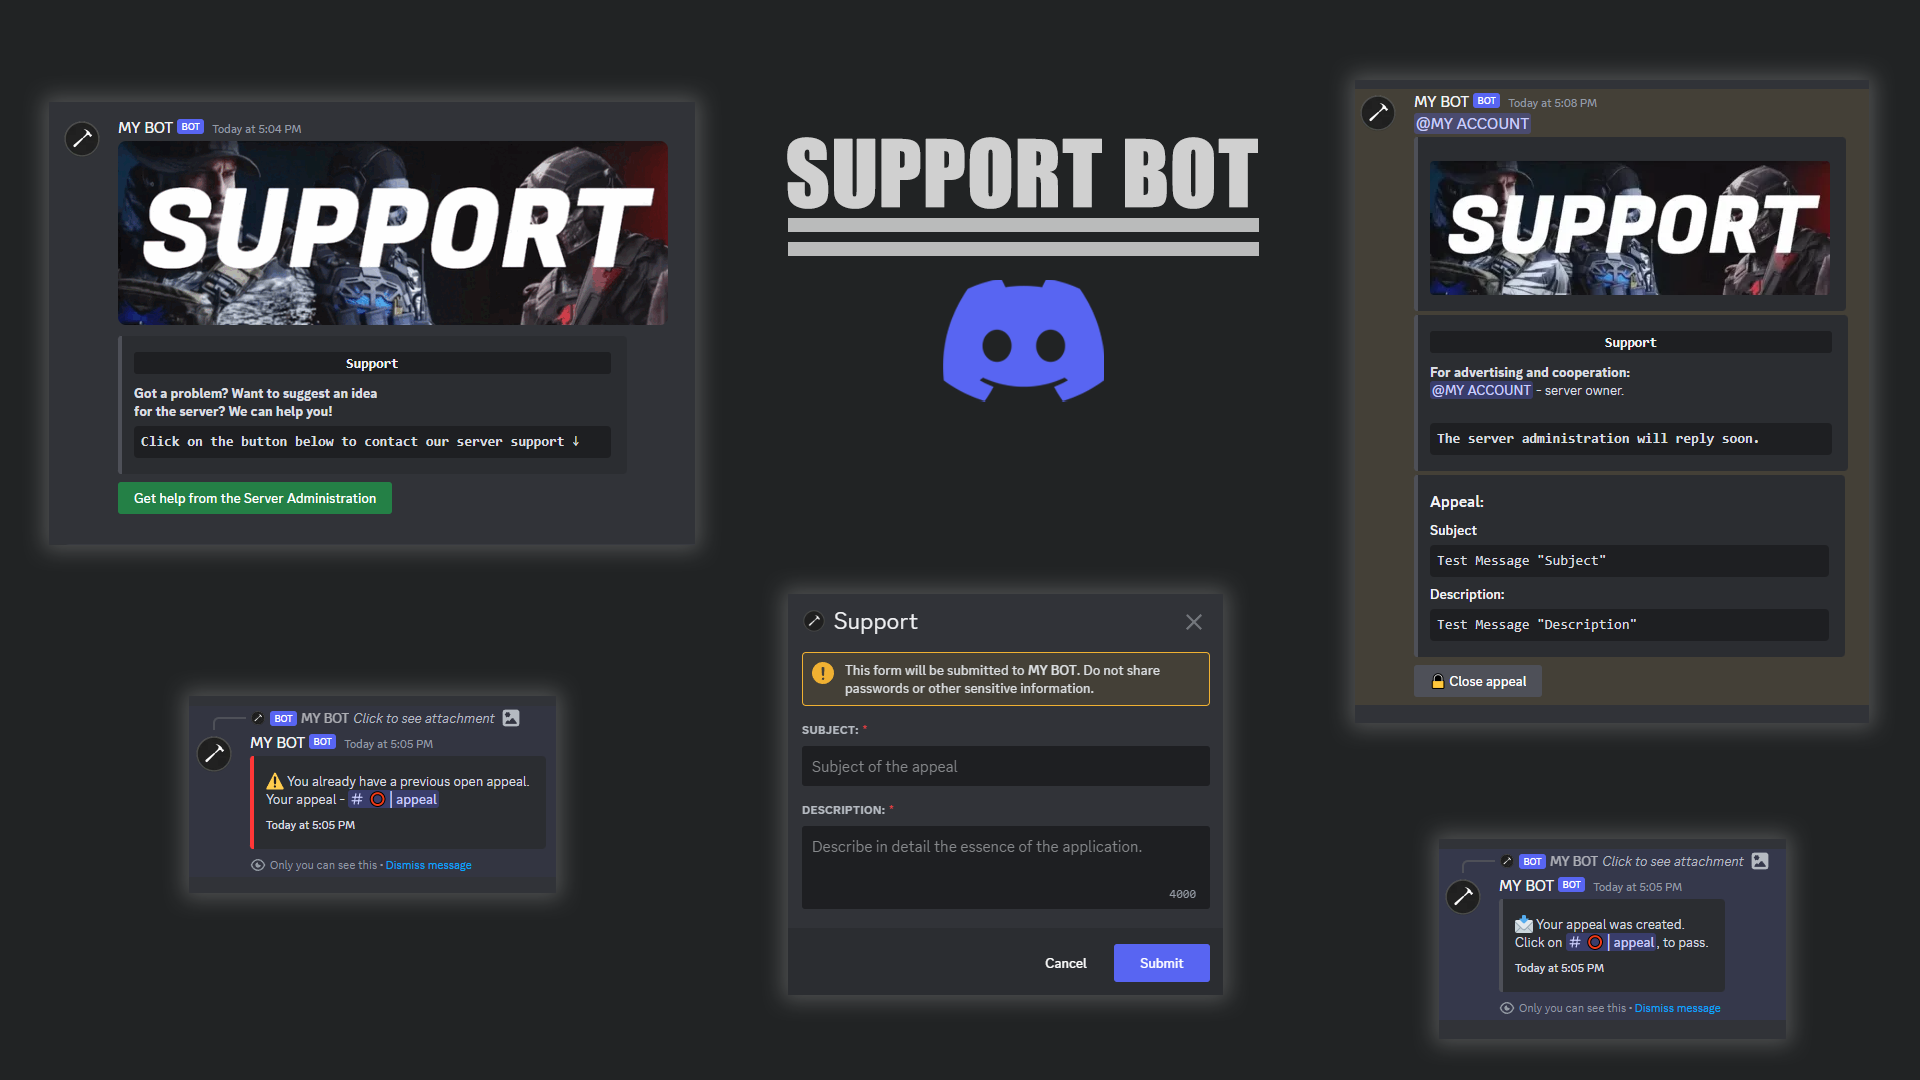 MY BOT BOT Today at 5:04 PM
SUPPORT
Support
Got a problem? Want to suggest an idea
for the server? We can help you!
Click on the button below to contact our server support ↓
Get help from the Server Administration
SUPPORT BOT
MY BOT BOT Today at 5:08 PM
@MY ACCOUNT
SUPPORT
Support
For advertising and cooperation:
@MY ACCOUNT - server owner.
The server administration will reply soon.
Appeal:
Subject
Test Message "Subject"
Description:
Test Message "Description"
Close appeal
BOT MY BOT Click to see attachment
MY BOT BOT Today at 5:05 PM
You already have a previous open appeal.
Your appeal - # | appeal
Today at 5:05 PM
Only you can see this • Dismiss message
Support
This form will be submitted to MY BOT. Do not share
passwords or other sensitive information.
SUBJECT: *
Subject of the appeal
DESCRIPTION: *
Describe in detail the essence of the application.
4000
Cancel
Submit
BOT MY BOT Click to see attachment
MY BOT BOT Today at 5:05 PM
Your appeal was created.
Click on # | appeal, to pass.
Today at 5:05 PM
Only you can see this • Dismiss message